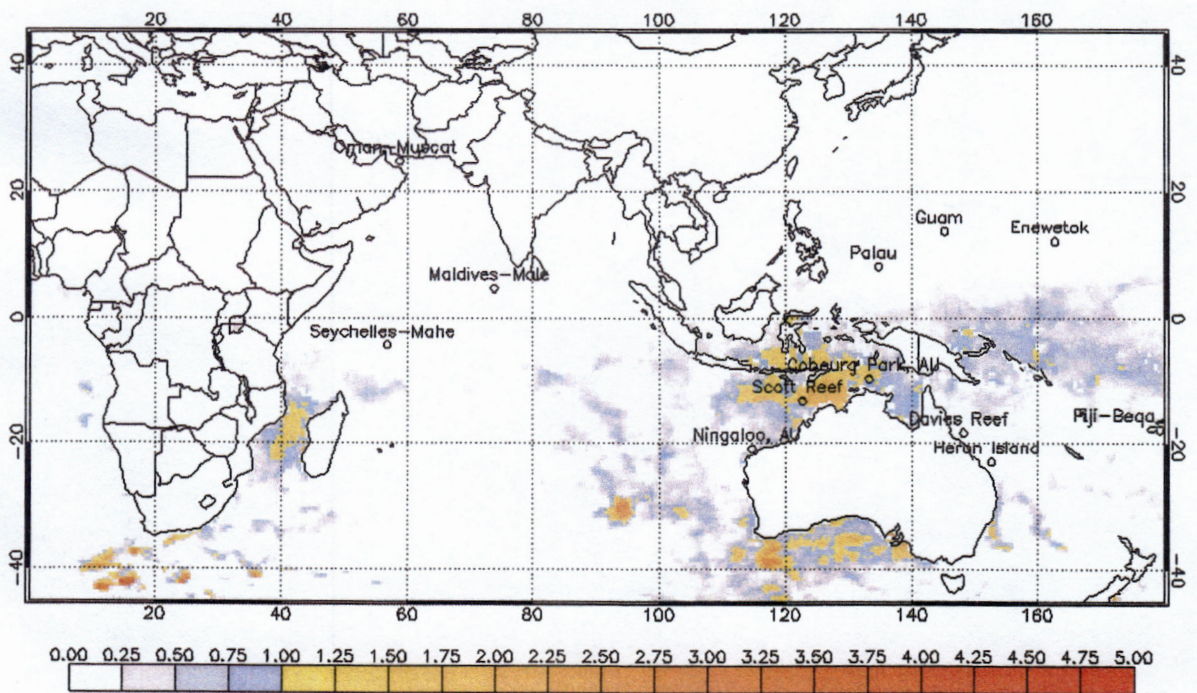 20 40 60 80 100 120 140 160
40 40
Oman-Muscat
20 20
Guam
Enewetok
Palau
Maldives-Male
0 0
Seychelles-Mahe
Cobourg Park, AU
Scott Reef
Davies Reef
Fiji-Beqa
-20 -20
Ningaloo, AU
Heron Island
-40 -40
20 40 60 80 100 120 140 160
0.00 0.25 0.50 0.75 1.00 1.25 1.50 1.75 2.00 2.25 2.50 2.75 3.00 3.25 3.50 3.75 4.00 4.25 4.50 4.75 5.00